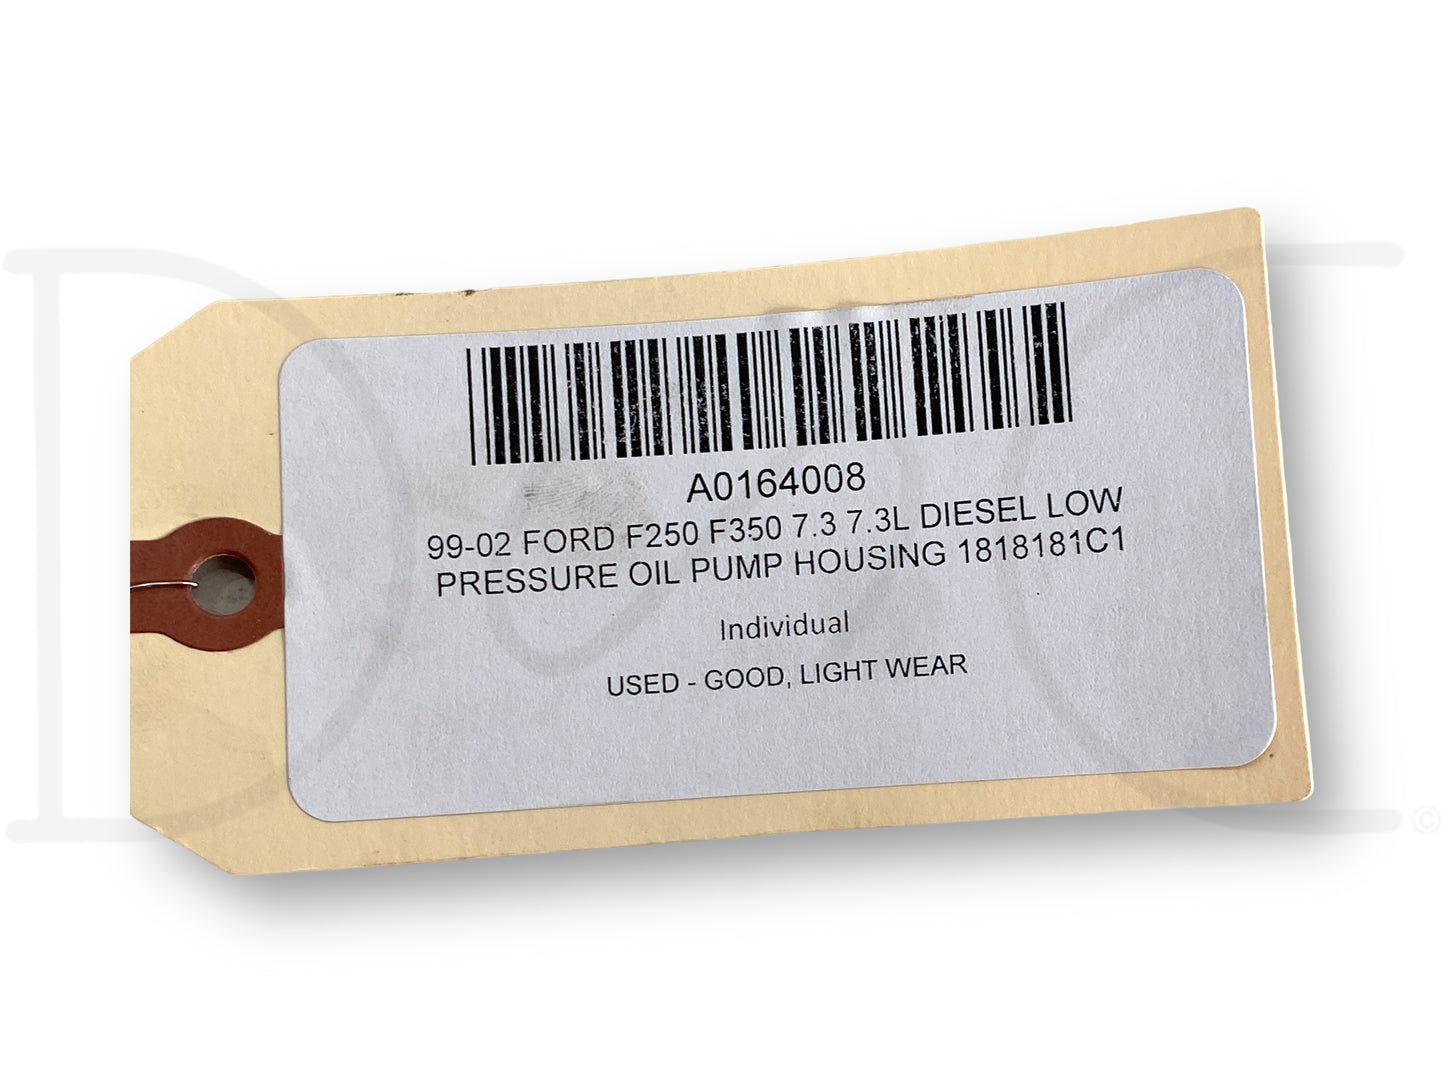 A0164008
99-02 FORD F250 F350 7.3 7.3L DIESEL LOW
PRESSURE OIL PUMP HOUSING 1818181C1
Individual
USED - GOOD, LIGHT WEAR
©